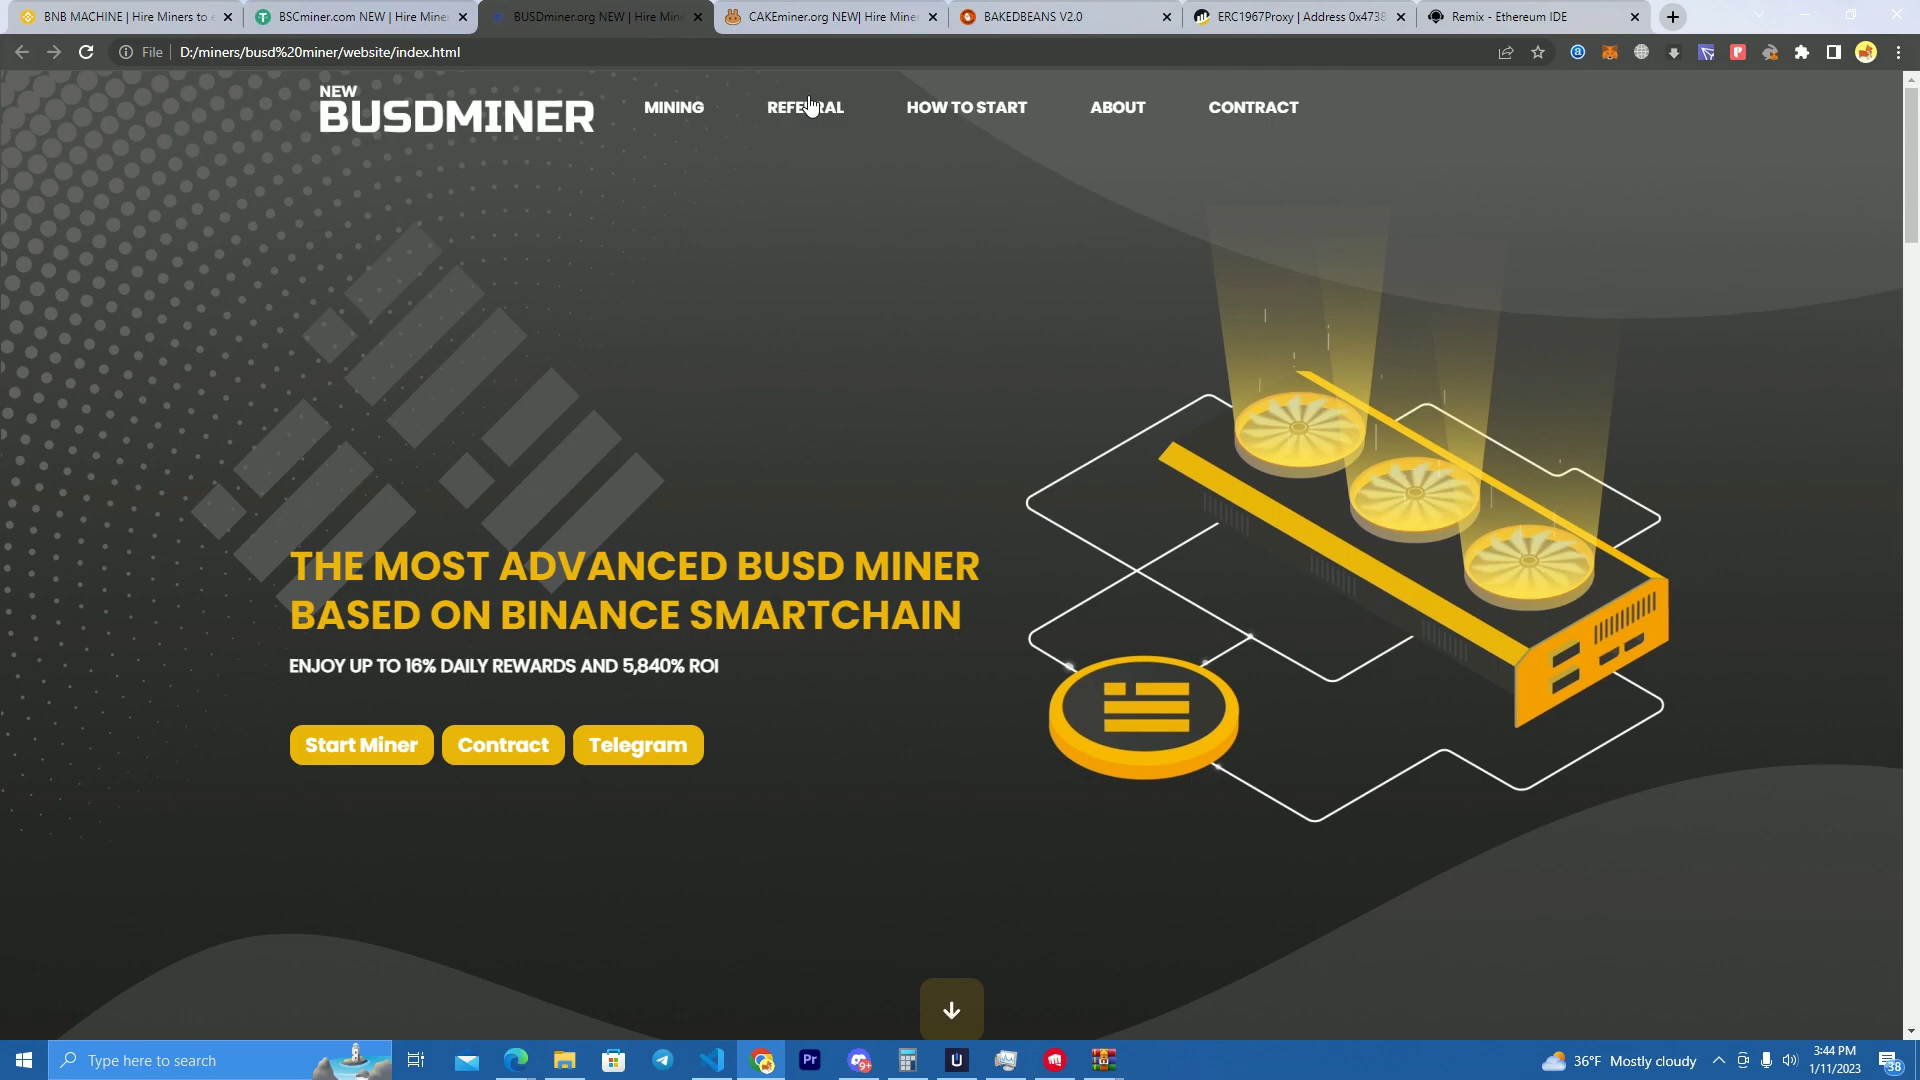 BNB MACHINE | Hire Miners to e
BSCminer.com NEW | Hire Miner
BUSDminer.org NEW | Hire Mine
CAKEminer.org NEW| Hire Miner
BAKEDBEANS V2.0
ERC1967Proxy | Address 0x4738
Remix - Ethereum IDE
File
D:/miners/busd%20miner/website/index.html
NEW
BUSDMINER
MINING
REFERRAL
HOW TO START
ABOUT
CONTRACT
THE MOST ADVANCED BUSD MINER
BASED ON BINANCE SMARTCHAIN
ENJOY UP TO 16% DAILY REWARDS AND 5,840% ROI
Start Miner
Contract
Telegram
Type here to search
Pr
9+
36°F Mostly cloudy
3:44 PM
1/11/2023
38